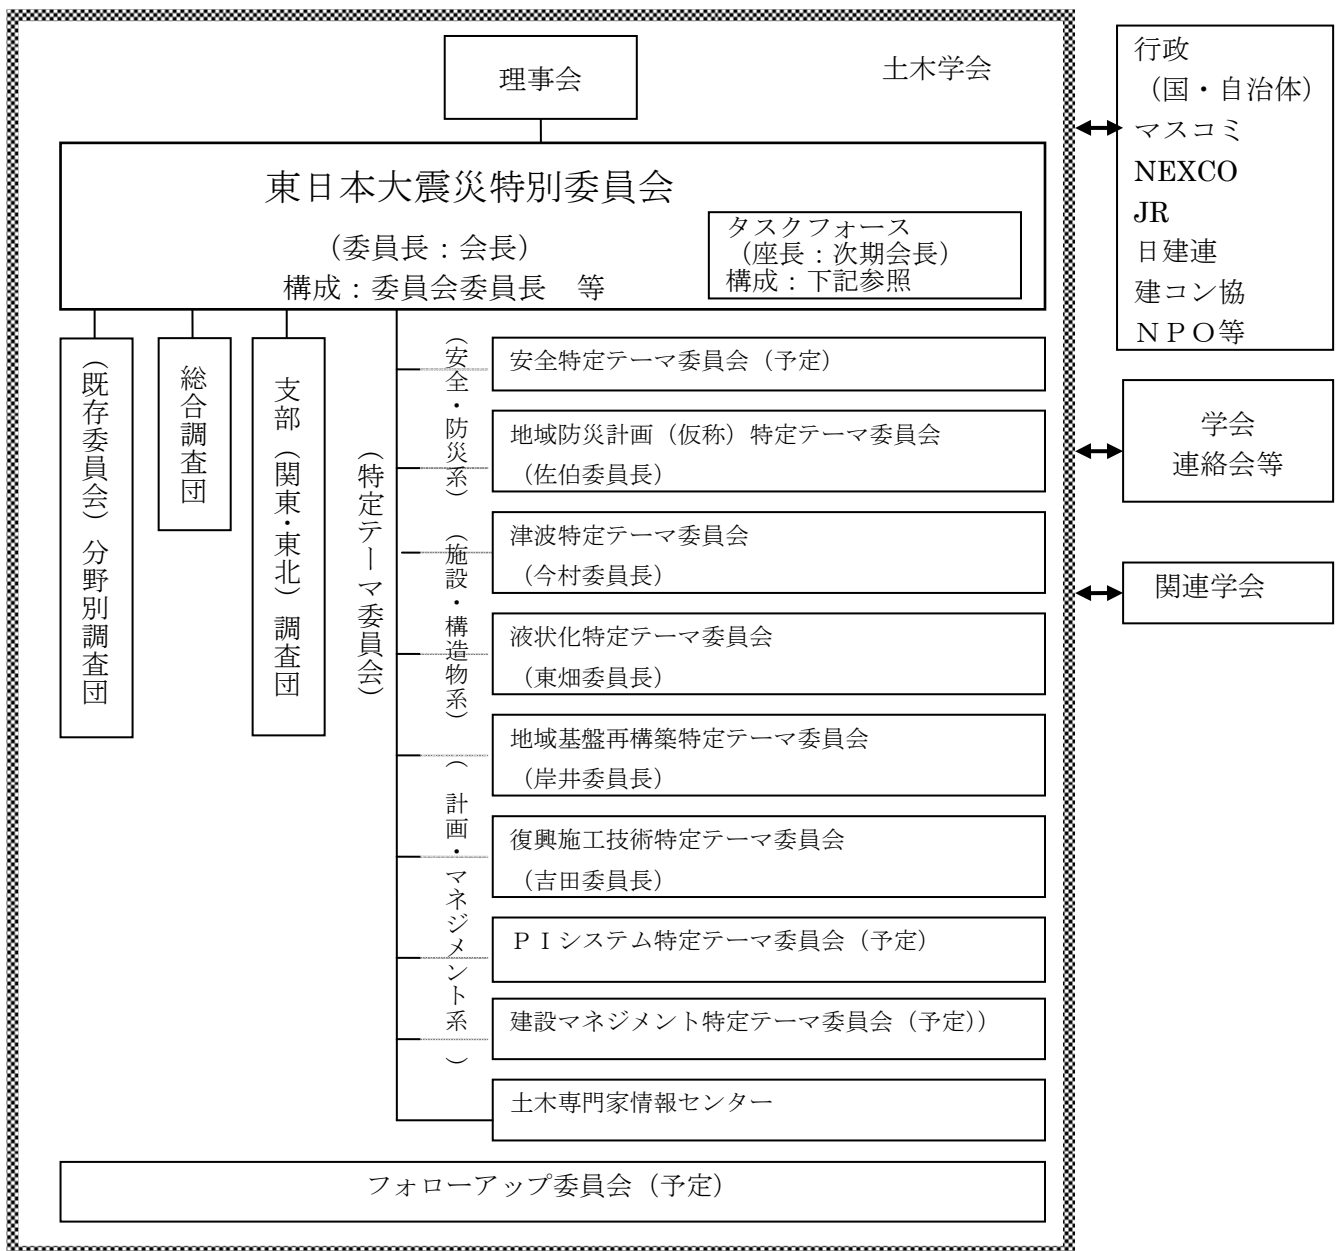 理事会
土木学会
東日本大震災特別委員会
（委員長：会長）
構成：委員会委員長　等
タスクフォース
（座長：次期会長）
構成：下記参照
（既存委員会）分野別調査団
総合調査団
支部（関東・東北）調査団
（特定テーマ委員会）
（安全・防災系）
（施設・構造物系）
（計画・マネジメント系）
安全特定テーマ委員会（予定）
地域防災計画（仮称）特定テーマ委員会
（佐伯委員長）
津波特定テーマ委員会
（今村委員長）
液状化特定テーマ委員会
（東畑委員長）
地域基盤再構築特定テーマ委員会
（岸井委員長）
復興施工技術特定テーマ委員会
（吉田委員長）
ＰＩシステム特定テーマ委員会（予定）
建設マネジメント特定テーマ委員会（予定））
土木専門家情報センター
フォローアップ委員会（予定）
行政
（国・自治体）
マスコミ
NEXCO
JR
日建連
建コン協
ＮＰＯ等
学会
連絡会等
関連学会